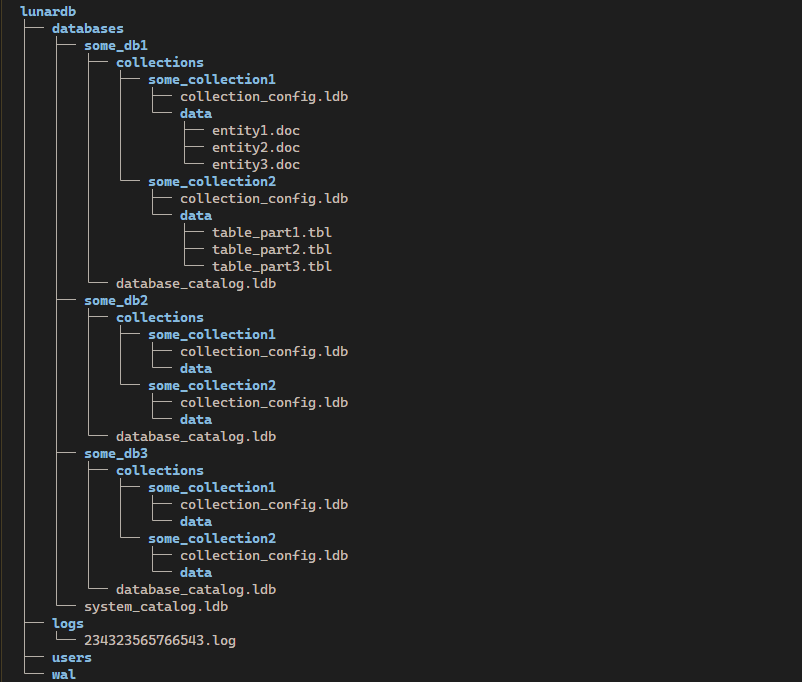 lunardb
databases
some_db1
collections
some_collection1
collection_config.ldb
data
entity1.doc
entity2.doc
entity3.doc
some_collection2
collection_config.ldb
data
table_part1.tbl
table_part2.tbl
table_part3.tbl
database_catalog.ldb
some_db2
collections
some_collection1
collection_config.ldb
data
some_collection2
collection_config.ldb
data
database_catalog.ldb
some_db3
collections
some_collection1
collection_config.ldb
data
some_collection2
collection_config.ldb
data
database_catalog.ldb
system_catalog.ldb
logs
234323565766543.log
users
wal